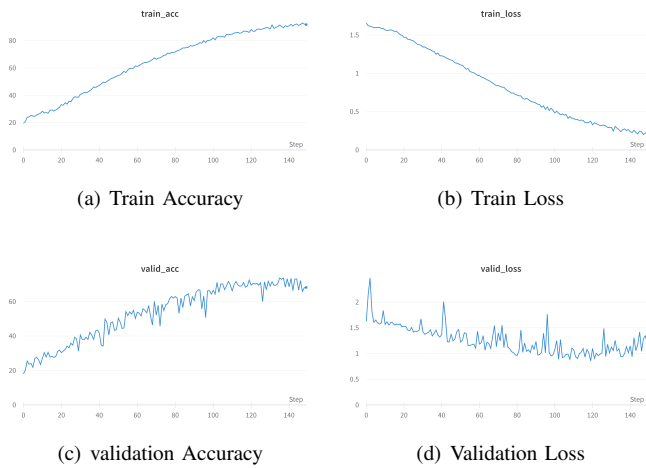 train_acc
80
60
40
20
0
Step
0 20 40 60 80 100 120 140
(a) Train Accuracy
train_loss
1.5
1
0.5
0
Step
0 20 40 60 80 100 120 140
(b) Train Loss
valid_acc
60
40
20
0
Step
0 20 40 60 80 100 120 140
(c) validation Accuracy
valid_loss
2
1.5
1
0.5
0
Step
0 20 40 60 80 100 120 140
(d) Validation Loss